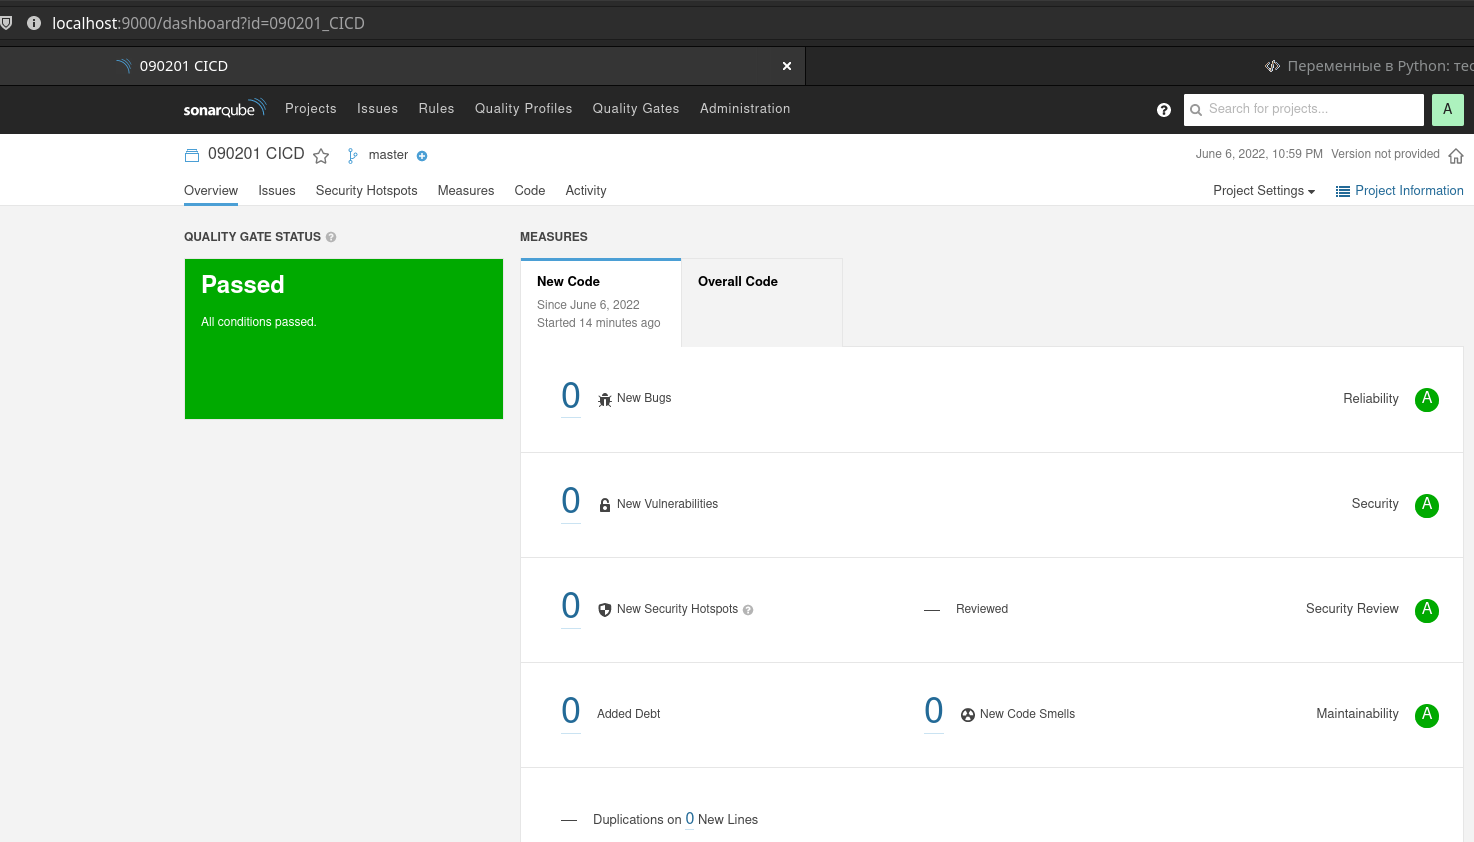 localhost:9000/dashboard?id=090201_CICD
090201 CICD
Переменные в Python: тес
sonarqube Projects Issues Rules Quality Profiles Quality Gates Administration Search for projects... A
090201 CICD master June 6, 2022, 10:59 PM Version not provided
Overview Issues Security Hotspots Measures Code Activity Project Settings Project Information
QUALITY GATE STATUS
Passed
All conditions passed.
MEASURES
New Code
Since June 6, 2022
Started 14 minutes ago
Overall Code
0 New Bugs Reliability A
0 New Vulnerabilities Security A
0 New Security Hotspots — Reviewed Security Review A
0 Added Debt 0 New Code Smells Maintainability A
— Duplications on 0 New Lines